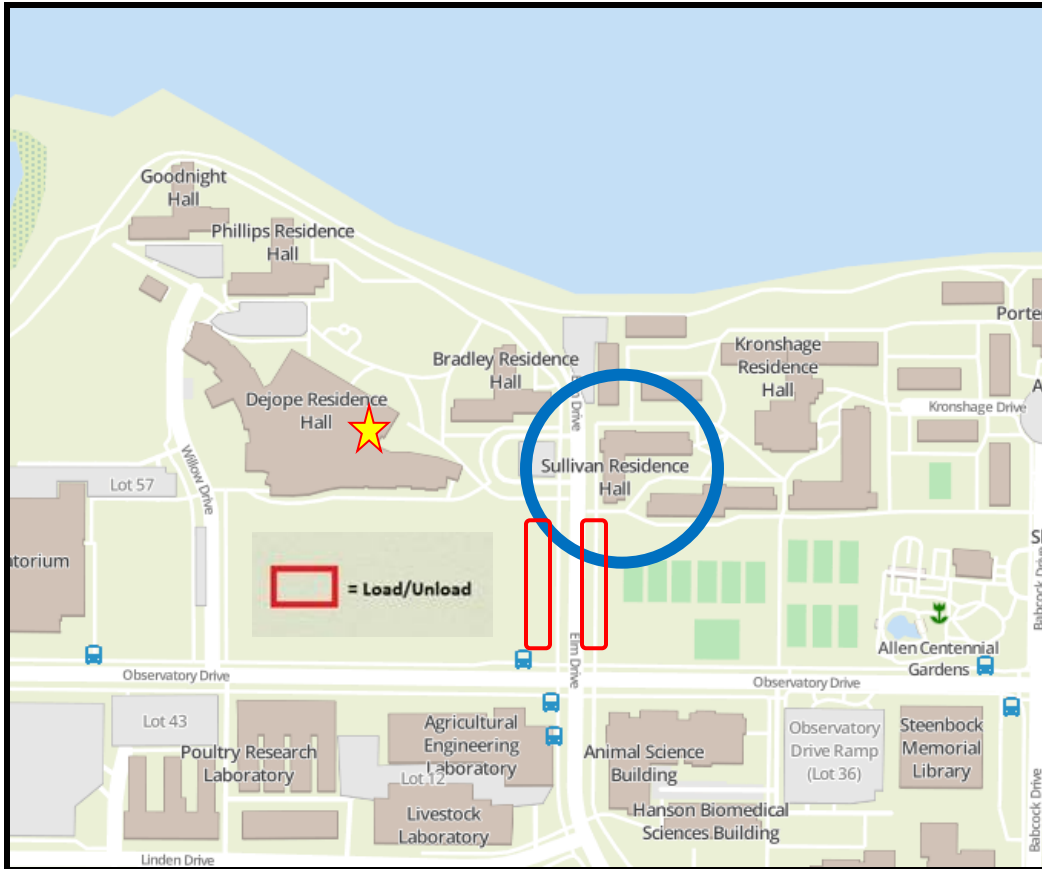 Goodnight
Hall
Phillips Residence
Hall
Porte
Bradley Residence
Hall
Kronshage
Residence
Hall
Drive
A
Dejope Residence
Hall
Kronshage Drive
Sullivan Residence
Hall
Willow Drive
Lot 57
atorium
= Load/Unload
Elm Drive
S
Babcock Drive
Allen Centennial
Gardens
Observatory Drive
Observatory Drive
Lot 43
Poultry Research
Laboratory
Agricultural
Engineering
Laboratory
Lot 12
Livestock
Laboratory
Animal Science
Building
Hanson Biomedical
Sciences Building
Observatory
Drive Ramp
(Lot 36)
Steenbock
Memorial
Library
Babcock Drive
Linden Drive